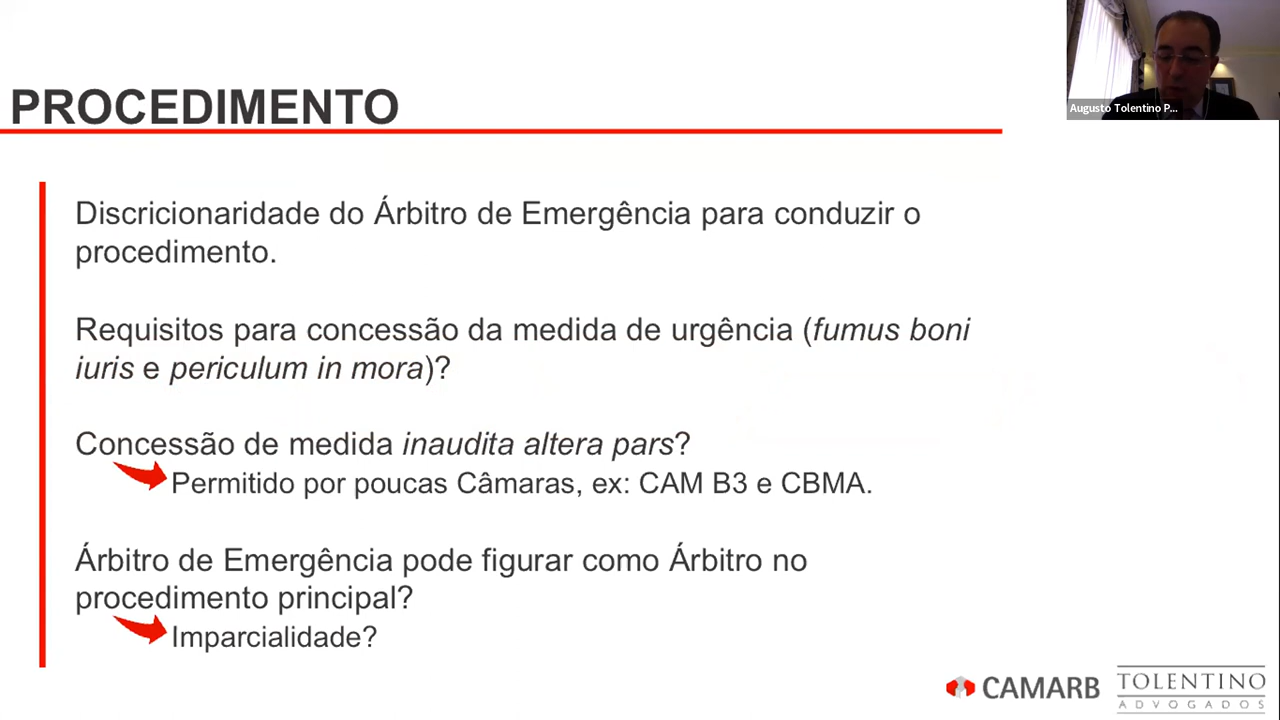 PROCEDIMENTO
Augusto Tolentino P...
Discricionaridade do Árbitro de Emergência para conduzir o
procedimento.
Requisitos para concessão da medida de urgência (fumus boni
iuris e periculum in mora)?
Concessão de medida inaudita altera pars?
Permitido por poucas Câmaras, ex: CAM B3 e CBMA.
Árbitro de Emergência pode figurar como Árbitro no
procedimento principal?
Imparcialidade?
CAMARB
TOLENTINO
ADVOGADOS